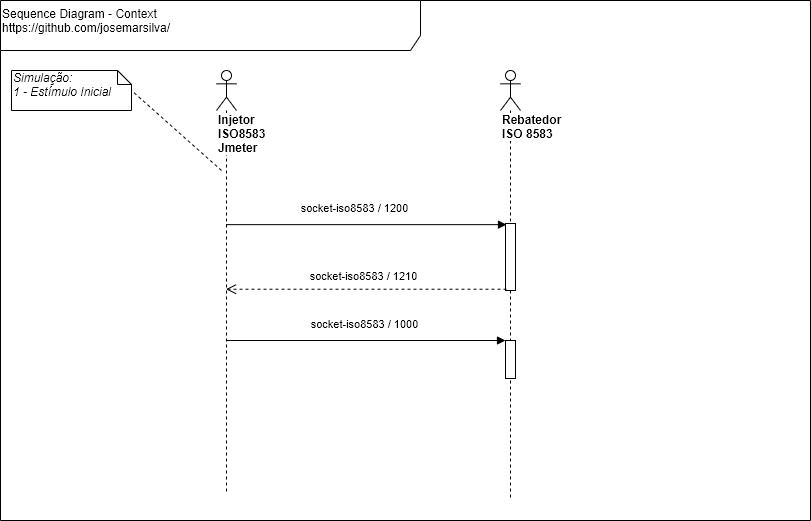 Sequence Diagram - Context
https://github.com/josemarsilva/
Simulação:
1 - Estímulo Inicial
Injetor
ISO8583
Jmeter
Rebatedor
ISO 8583
socket-iso8583 / 1200
socket-iso8583 / 1210
socket-iso8583 / 1000